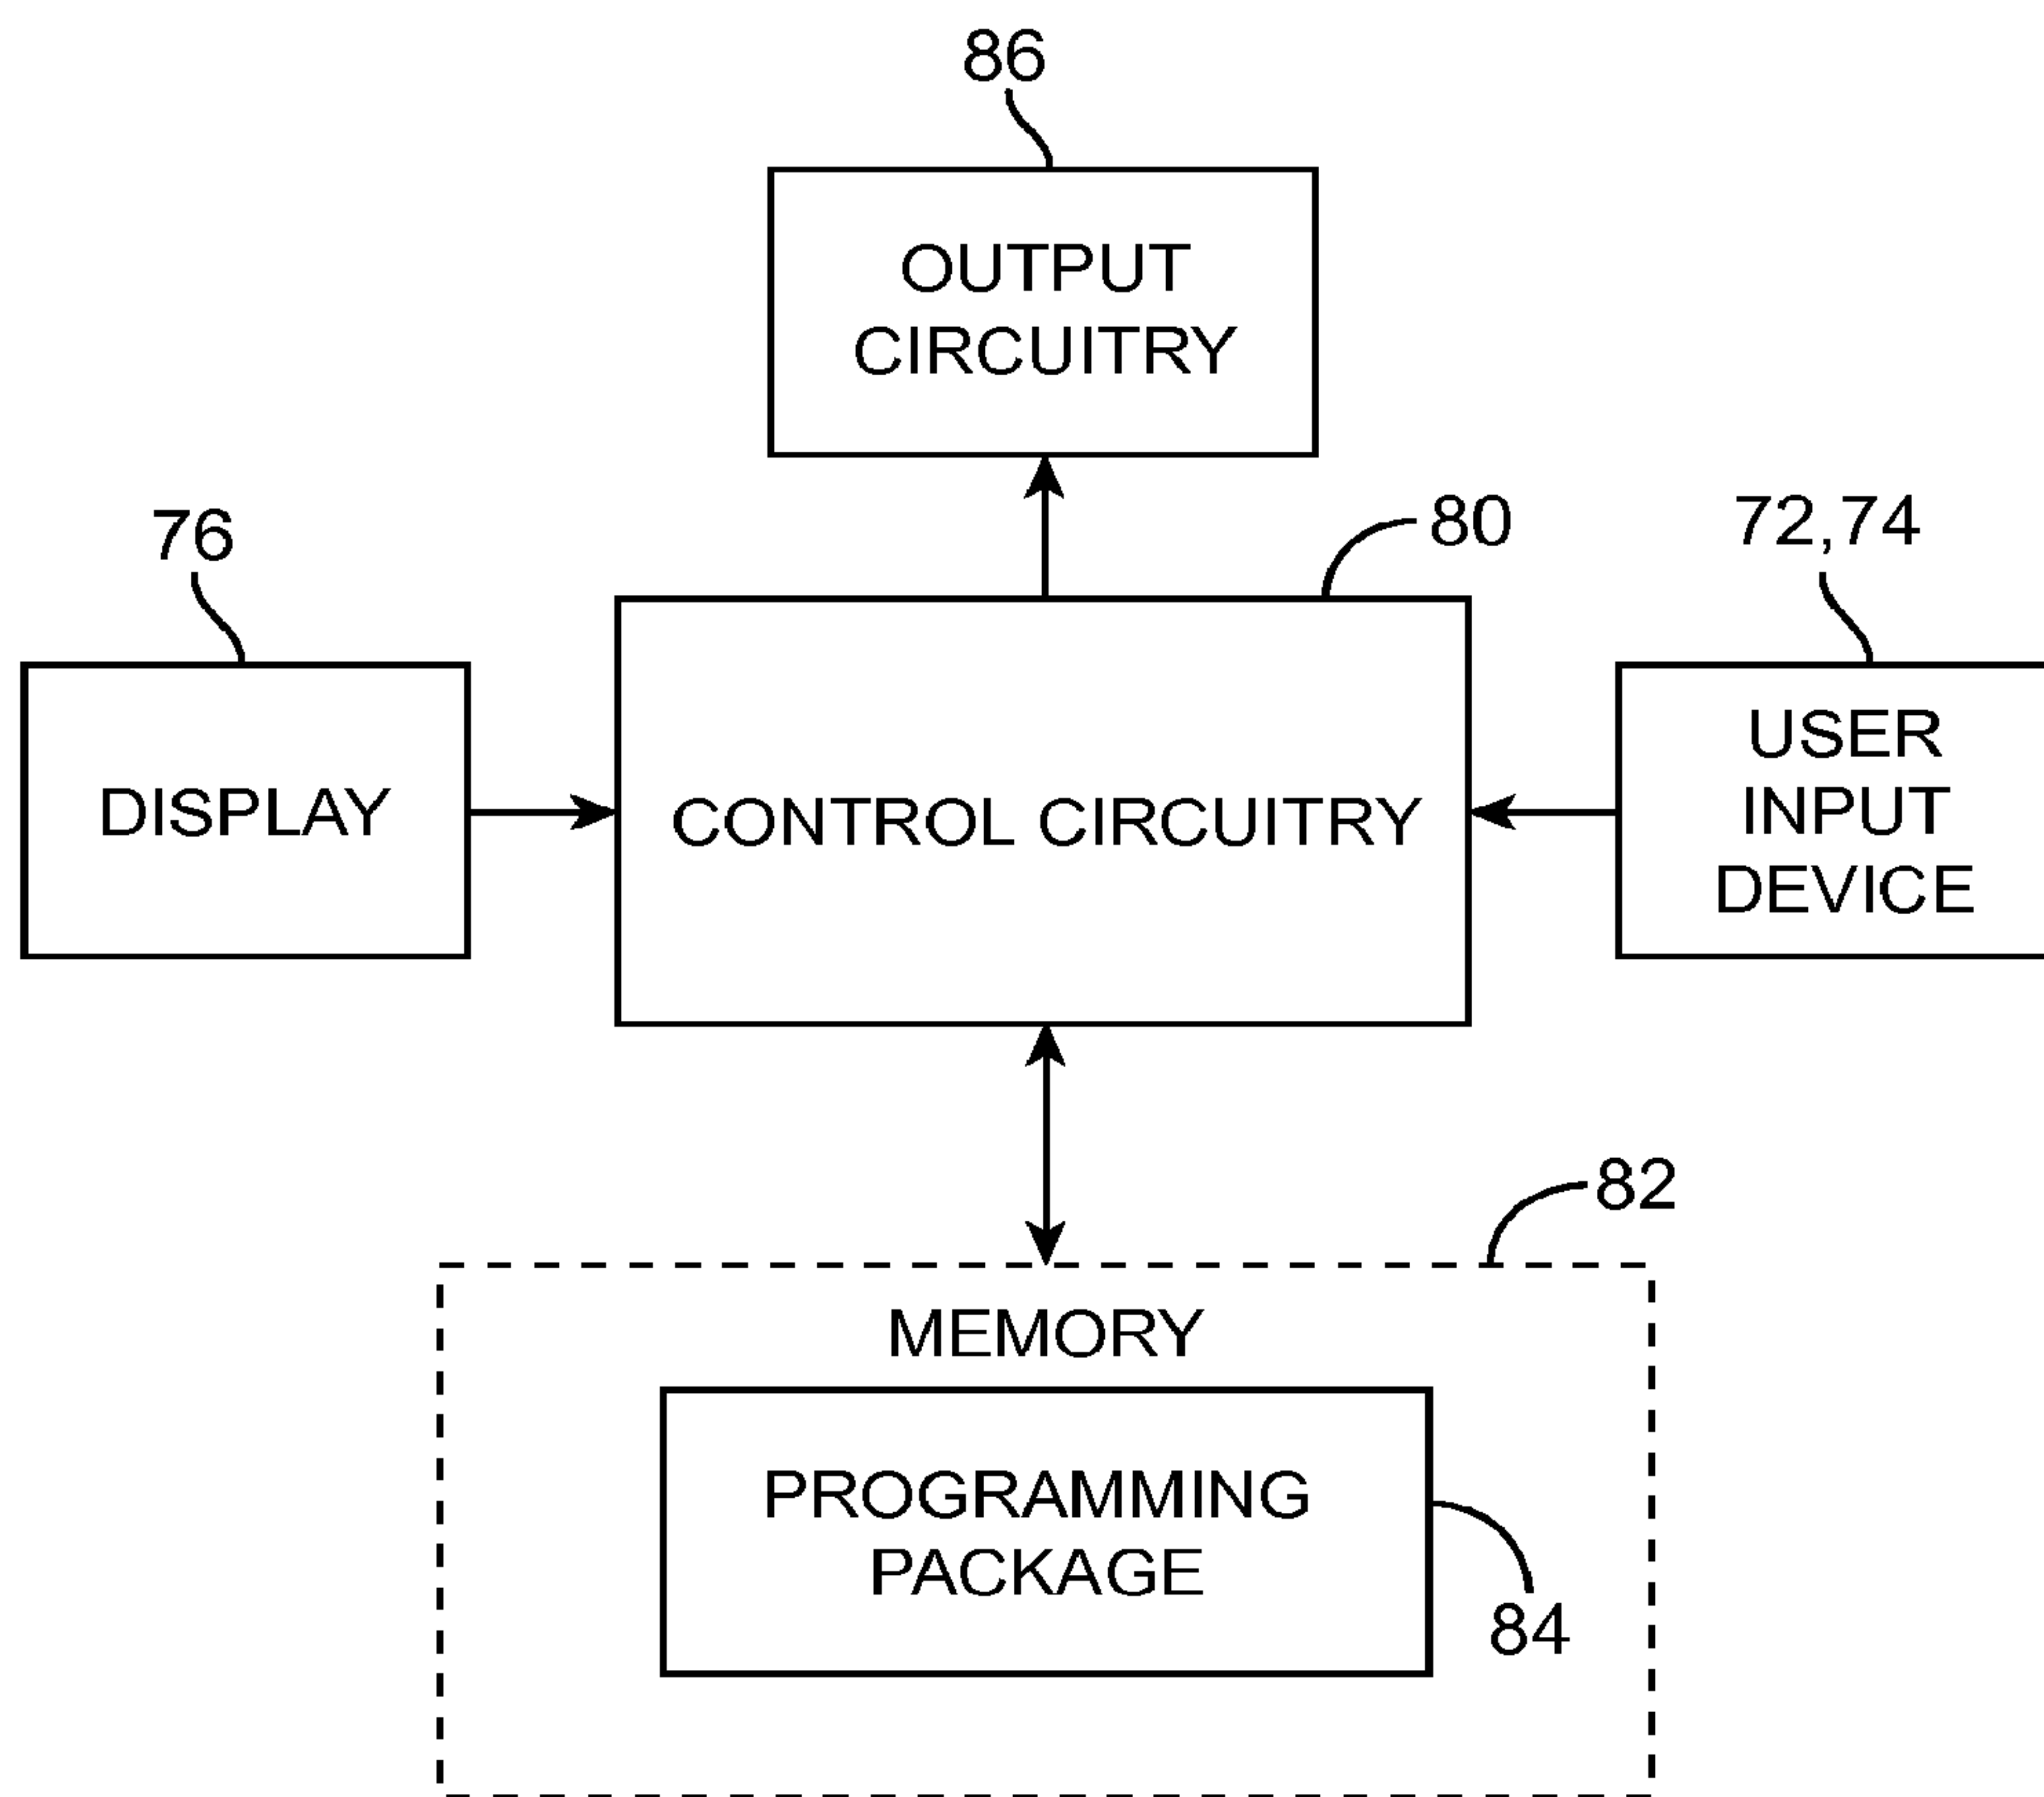 86
OUTPUT
CIRCUITRY
76
80
72,74
DISPLAY
CONTROL CIRCUITRY
USER
INPUT
DEVICE
82
MEMORY
PROGRAMMING
PACKAGE
84